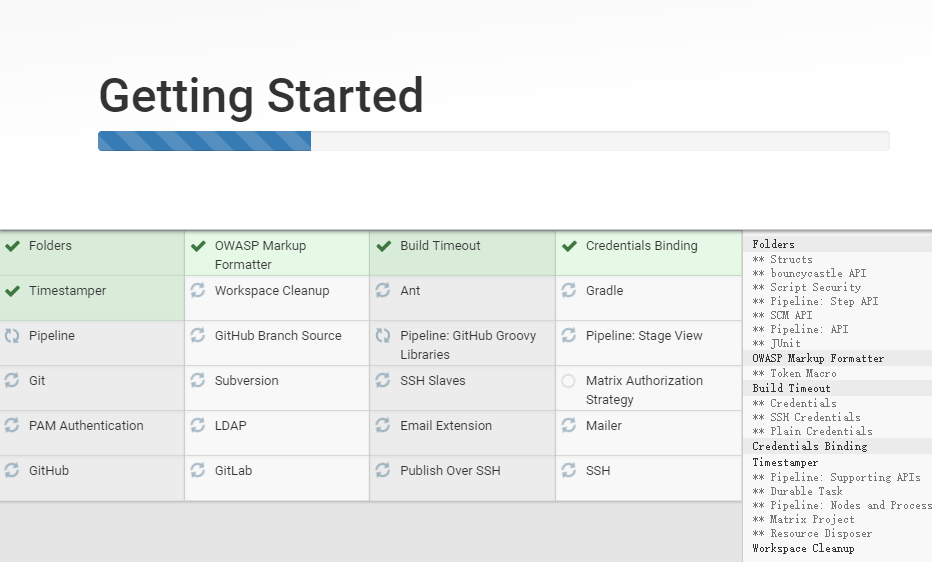 Getting Started
Folders
OWASP Markup
Formatter
Build Timeout
Credentials Binding
Timestamper
Workspace Cleanup
Ant
Gradle
Pipeline
GitHub Branch Source
Pipeline: GitHub Groovy
Libraries
Pipeline: Stage View
Git
Subversion
SSH Slaves
Matrix Authorization
Strategy
PAM Authentication
LDAP
Email Extension
Mailer
GitHub
GitLab
Publish Over SSH
SSH
Folders
** Structs
** bouncycastle API
** Script Security
** Pipeline: Step API
** SCM API
** Pipeline: API
** JUnit
OWASP Markup Formatter
** Token Macro
Build Timeout
** Credentials
** SSH Credentials
** Plain Credentials
Credentials Binding
Timestamper
** Pipeline: Supporting APIs
** Durable Task
** Pipeline: Nodes and Process
** Matrix Project
** Resource Disposer
Workspace Cleanup